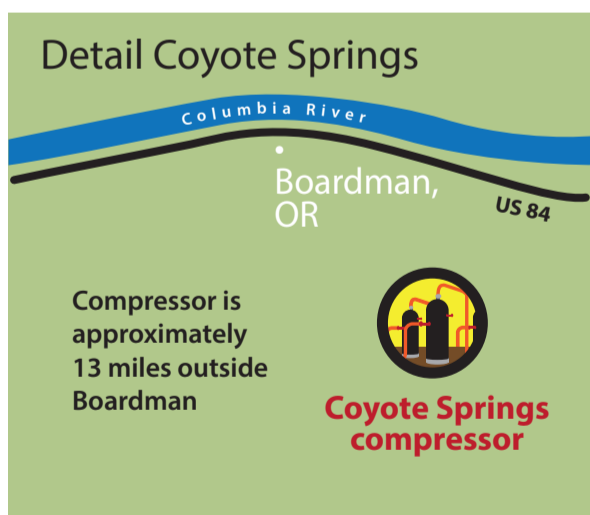 Detail Coyote Springs
Columbia River
Boardman,
OR
US 84
Compressor is
approximately
13 miles outside
Boardman
Coyote Springs
compressor